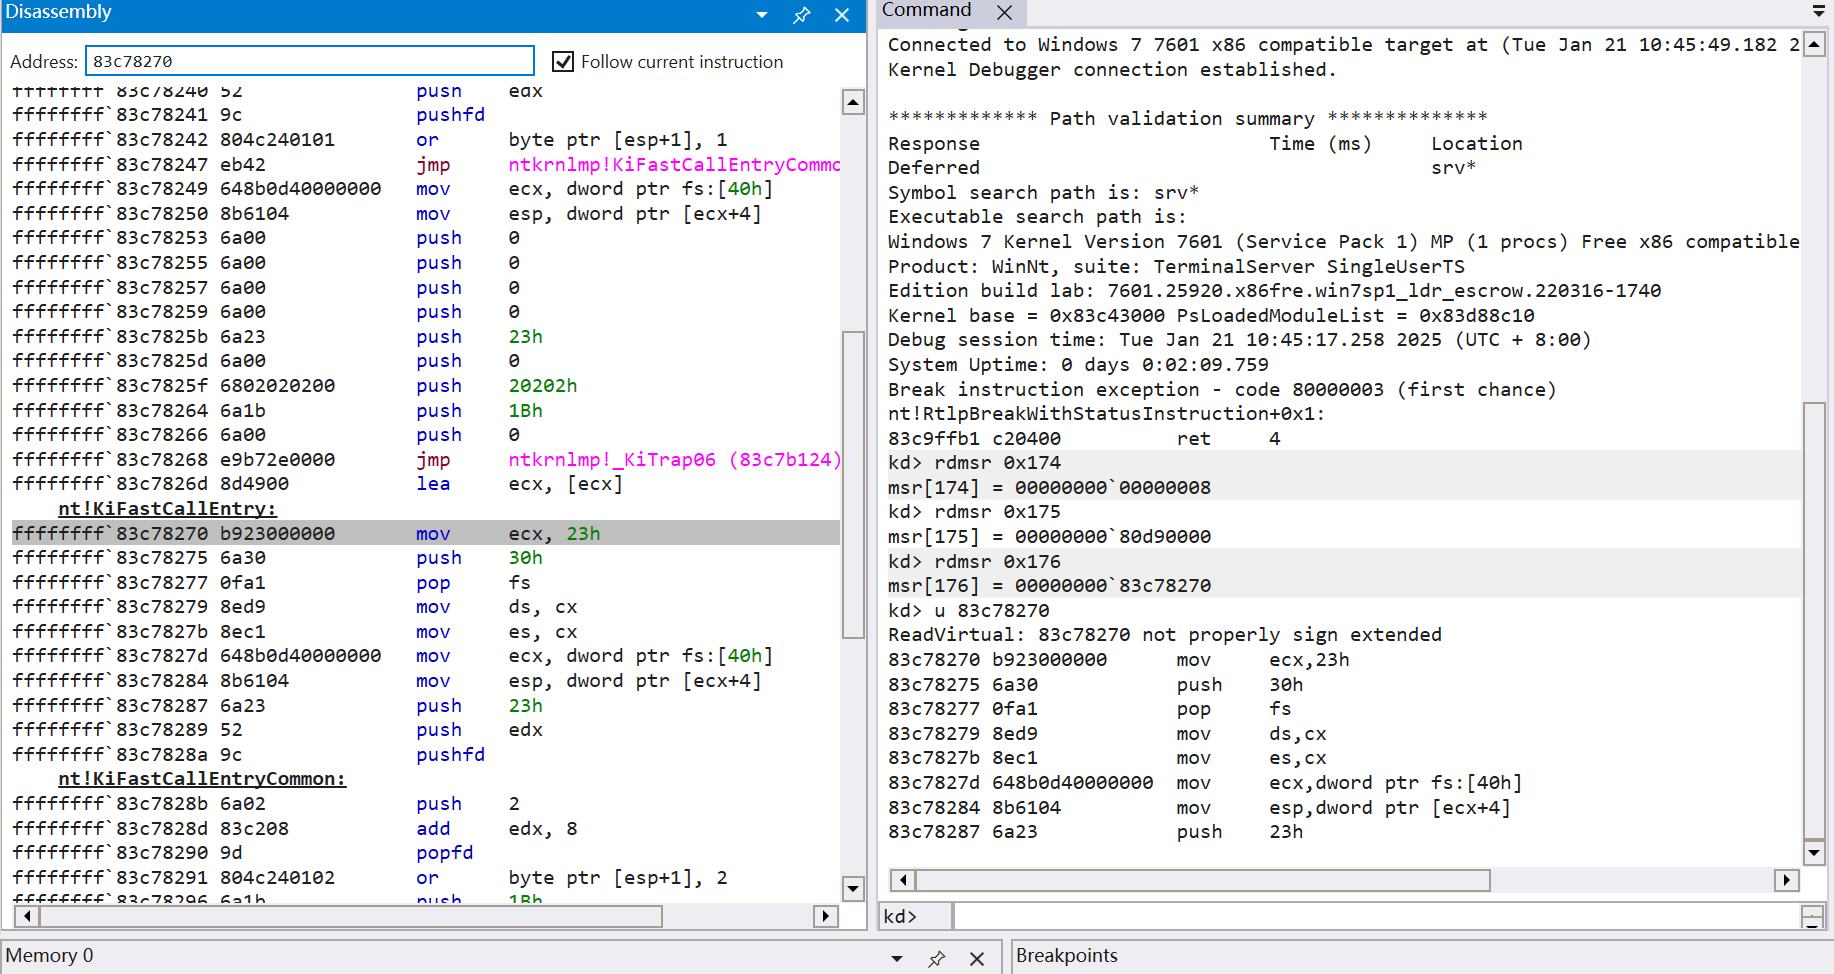 Disassembly
Address: 83c78270 Follow current instruction
ffffffff`83c78240 52 push edx
ffffffff`83c78241 9c pushfd
ffffffff`83c78242 804c240101 or byte ptr [esp+1], 1
ffffffff`83c78247 eb42 jmp ntkrnlmp!KiFastCallEntryCommo
ffffffff`83c78249 648b0d40000000 mov ecx, dword ptr fs:[40h]
ffffffff`83c78250 8b6104 mov esp, dword ptr [ecx+4]
ffffffff`83c78253 6a00 push 0
ffffffff`83c78255 6a00 push 0
ffffffff`83c78257 6a00 push 0
ffffffff`83c78259 6a00 push 0
ffffffff`83c7825b 6a23 push 23h
ffffffff`83c7825d 6a00 push 0
ffffffff`83c7825f 6802020200 push 20202h
ffffffff`83c78264 6a1b push 1Bh
ffffffff`83c78266 6a00 push 0
ffffffff`83c78268 e9b72e0000 jmp ntkrnlmp!_KiTrap06 (83c7b124)
ffffffff`83c7826d 8d4900 lea ecx, [ecx]
nt!KiFastCallEntry:
ffffffff`83c78270 b923000000 mov ecx, 23h
ffffffff`83c78275 6a30 push 30h
ffffffff`83c78277 0fa1 pop fs
ffffffff`83c78279 8ed9 mov ds, cx
ffffffff`83c7827b 8ec1 mov es, cx
ffffffff`83c7827d 648b0d40000000 mov ecx, dword ptr fs:[40h]
ffffffff`83c78284 8b6104 mov esp, dword ptr [ecx+4]
ffffffff`83c78287 6a23 push 23h
ffffffff`83c78289 52 push edx
ffffffff`83c7828a 9c pushfd
nt!KiFastCallEntryCommon:
ffffffff`83c7828b 6a02 push 2
ffffffff`83c7828d 83c208 add edx, 8
ffffffff`83c78290 9d popfd
ffffffff`83c78291 804c240102 or byte ptr [esp+1], 2
ffffffff`83c78296 6a1b push 1Bh
Command
Connected to Windows 7 7601 x86 compatible target at (Tue Jan 21 10:45:49.182 2
Kernel Debugger connection established.
************* Path validation summary **************
Response Time (ms) Location
Deferred srv*
Symbol search path is: srv*
Executable search path is:
Windows 7 Kernel Version 7601 (Service Pack 1) MP (1 procs) Free x86 compatible
Product: WinNt, suite: TerminalServer SingleUserTS
Edition build lab: 7601.25920.x86fre.win7sp1_ldr_escrow.220316-1740
Kernel base = 0x83c43000 PsLoadedModuleList = 0x83d88c10
Debug session time: Tue Jan 21 10:45:17.258 2025 (UTC + 8:00)
System Uptime: 0 days 0:02:09.759
Break instruction exception - code 80000003 (first chance)
nt!RtlpBreakWithStatusInstruction+0x1:
83c9ffb1 c20400 ret 4
kd> rdmsr 0x174
msr[174] = 00000000`00000008
kd> rdmsr 0x175
msr[175] = 00000000`80d90000
kd> rdmsr 0x176
msr[176] = 00000000`83c78270
kd> u 83c78270
ReadVirtual: 83c78270 not properly sign extended
83c78270 b923000000 mov ecx,23h
83c78275 6a30 push 30h
83c78277 0fa1 pop fs
83c78279 8ed9 mov ds,cx
83c7827b 8ec1 mov es,cx
83c7827d 648b0d40000000 mov ecx,dword ptr fs:[40h]
83c78284 8b6104 mov esp,dword ptr [ecx+4]
83c78287 6a23 push 23h
kd>
Memory 0
Breakpoints